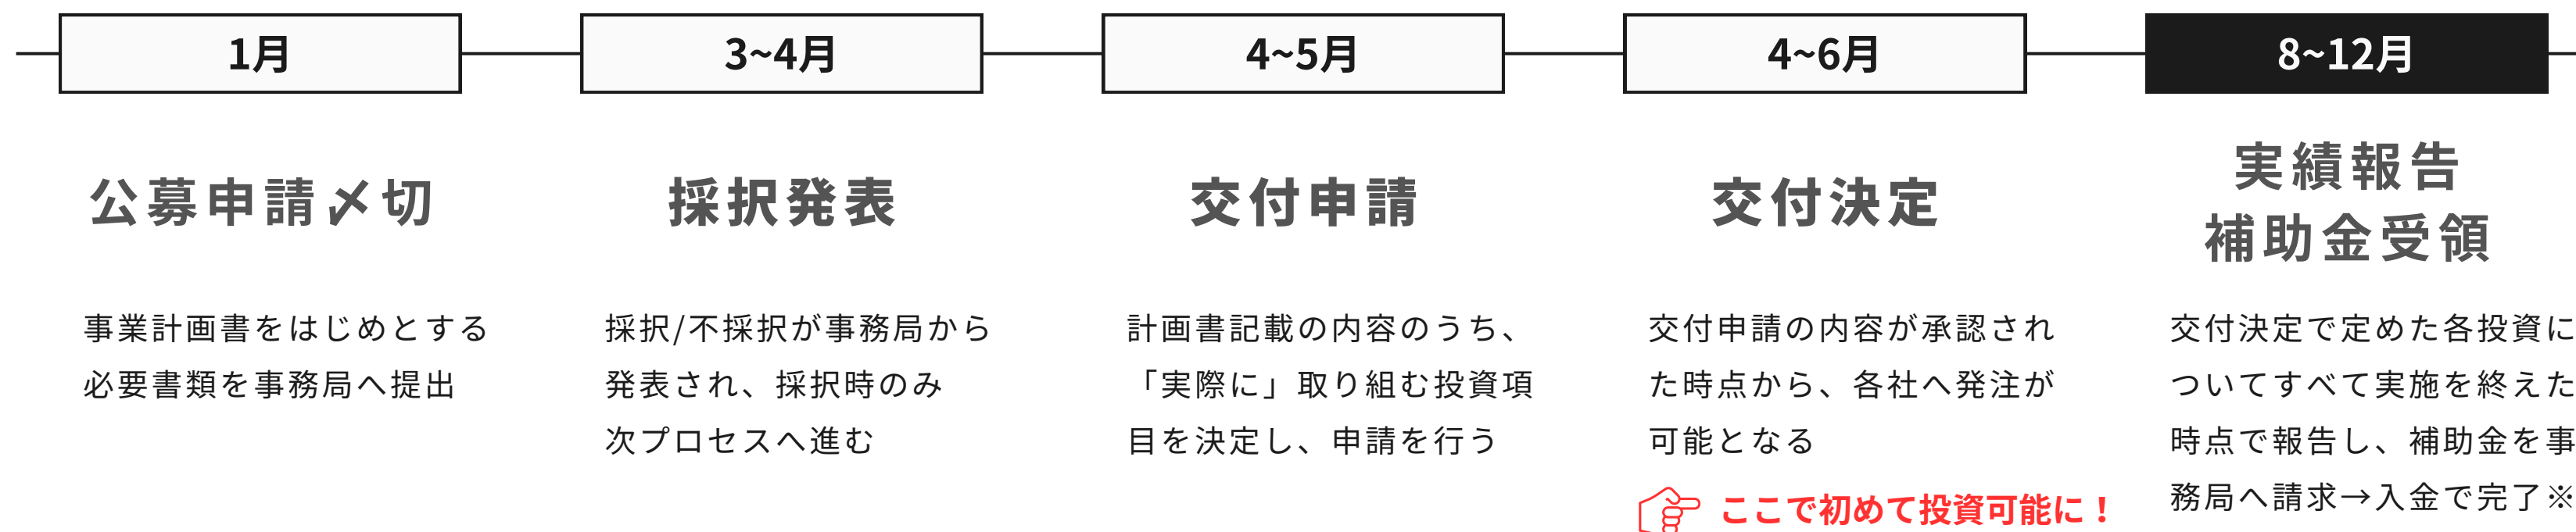 1月
公募申請〆切
事業計画書をはじめとする
必要書類を事務局へ提出
3~4月
採択発表
採択/不採択が事務局から
発表され、採択時のみ
次プロセスへ進む
4~5月
交付申請
計画書記載の内容のうち、
「実際に」取り組む投資項
目を決定し、申請を行う
4~6月
交付決定
交付申請の内容が承認され
た時点から、各社へ発注が
可能となる
ここで初めて投資可能に！
8~12月
実績報告
補助金受領
交付決定で定めた各投資に
ついてすべて実施を終えた
時点で報告し、補助金を事
務局へ請求→入金で完了※